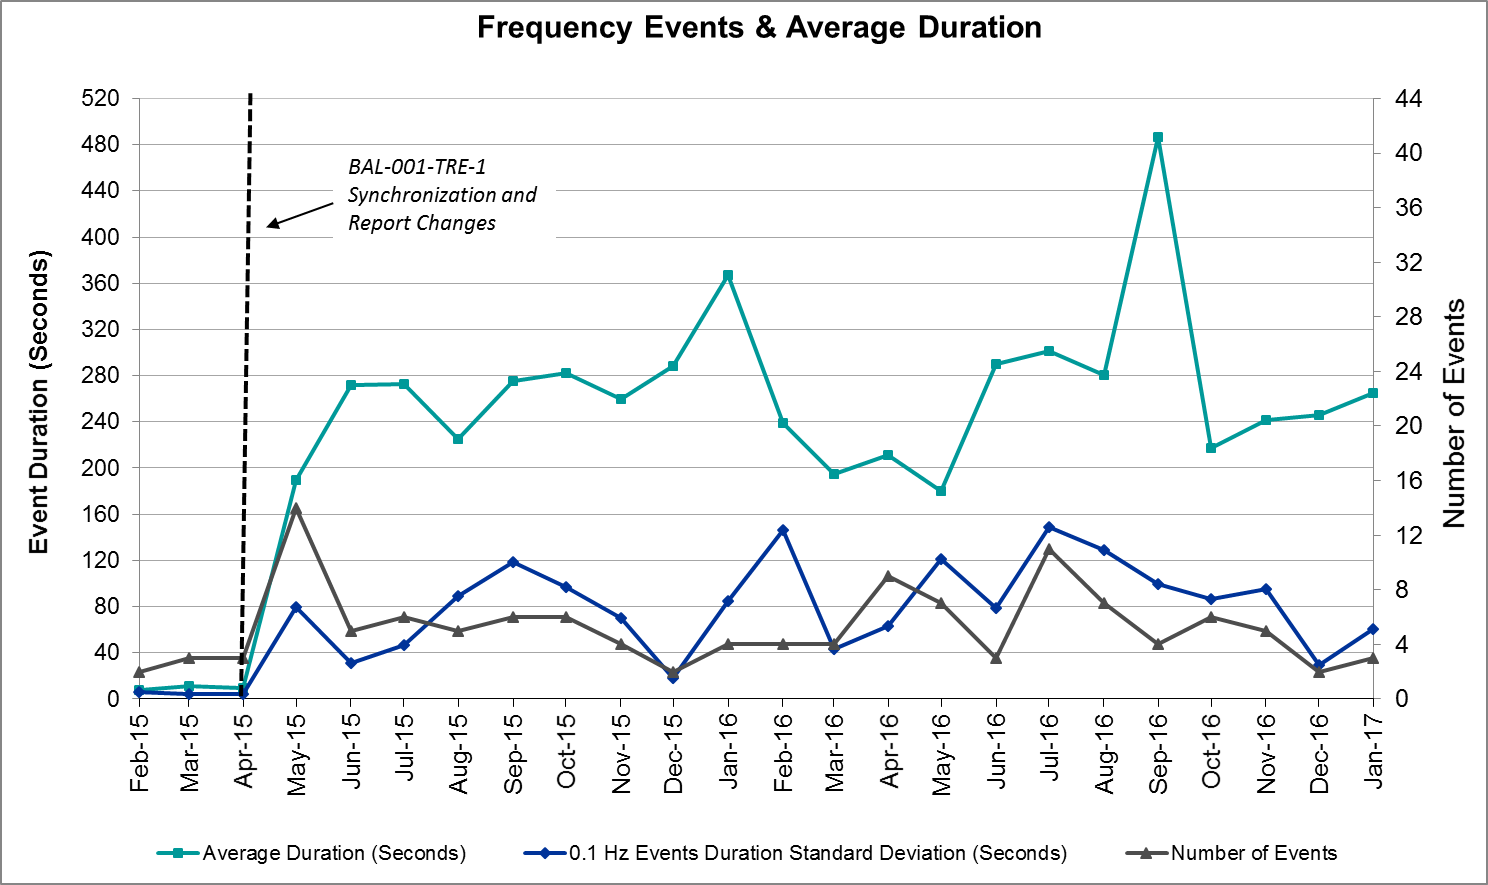 Frequency Events & Average Duration
520
480
440
400
360
320
280
240
200
160
120
80
40
0
Event Duration (Seconds)
BAL-001-TRE-1
Synchronization and
Report Changes
44
40
36
32
28
24
20
16
12
8
4
0
Number of Events
Feb-15
Mar-15
Apr-15
May-15
Jun-15
Jul-15
Aug-15
Sep-15
Oct-15
Nov-15
Dec-15
Jan-16
Feb-16
Mar-16
Apr-16
May-16
Jun-16
Jul-16
Aug-16
Sep-16
Oct-16
Nov-16
Dec-16
Jan-17
Average Duration (Seconds)
0.1 Hz Events Duration Standard Deviation (Seconds)
Number of Events